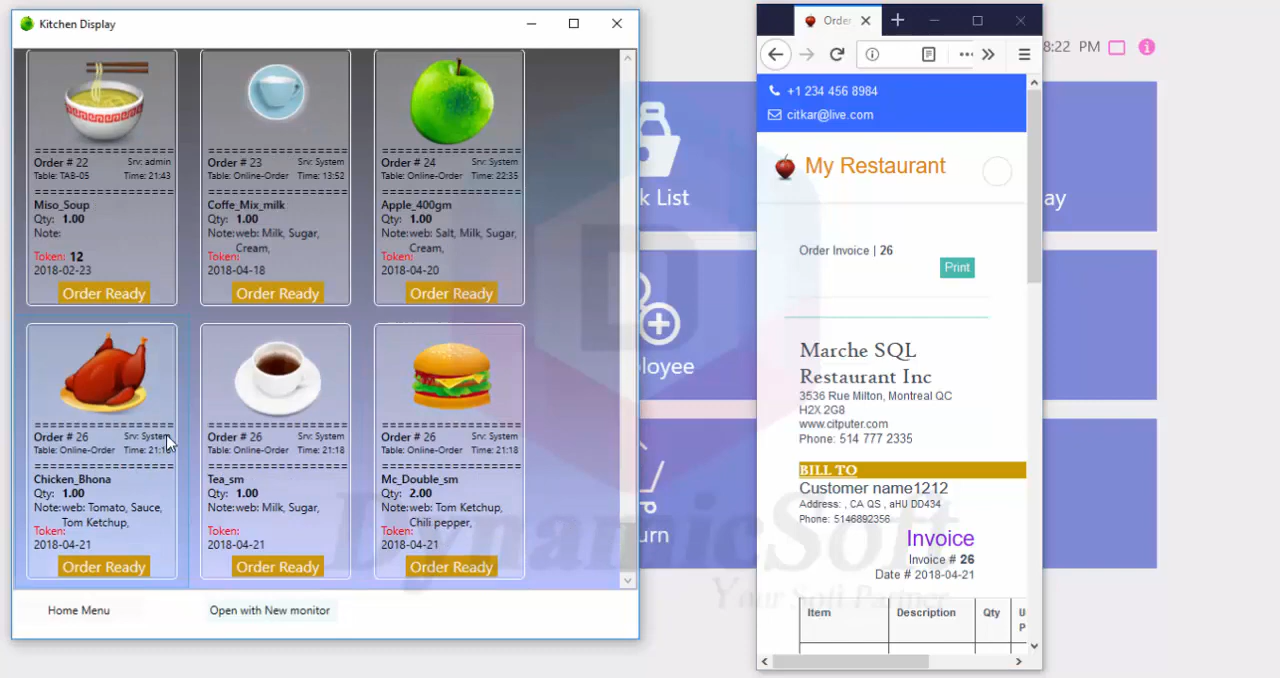 Kitchen Display
Order # 22 Srv: admin
Table: TAB-05 Time: 21:43
Miso_Soup
Qty: 1.00
Note:
Token: 12
2018-02-23
Order Ready
Order # 23 Srv: System
Table: Online-Order Time: 13:52
Coffe_Mix_milk
Qty: 1.00
Note:web: Milk, Sugar,
Cream,
Token:
2018-04-18
Order Ready
Order # 24 Srv: System
Table: Online-Order Time: 22:35
Apple_400gm
Qty: 1.00
Note:web: Salt, Milk, Sugar,
Cream,
Token:
2018-04-20
Order Ready
Order # 26 Srv: System
Table: Online-Order Time: 21:18
Chicken_Bhona
Qty: 1.00
Note:web: Tomato, Sauce,
Tom Ketchup,
Token:
2018-04-21
Order Ready
Order # 26 Srv: System
Table: Online-Order Time: 21:18
Tea_sm
Qty: 1.00
Note:web: Milk, Sugar,
Token:
2018-04-21
Order Ready
Order # 26 Srv: System
Table: Online-Order Time: 21:18
Mc_Double_sm
Qty: 2.00
Note:web: Tom Ketchup,
Chili pepper,
Token:
2018-04-21
Order Ready
Home Menu Open with New monitor
k List
loyee
urn
ay
8:22 PM
Order
+1 234 456 8984
citkar@live.com
My Restaurant
Order Invoice | 26
Print
Marche SQL
Restaurant Inc
3536 Rue Milton, Montreal QC
H2X 2G8
www.citputer.com
Phone: 514 777 2335
BILL TO
Customer name1212
Address: , CA QS , aHU DD434
Phone: 5146892356
Invoice
Invoice # 26
Date # 2018-04-21
Item Description Qty U
P
DynamicSoft
Your Soft Partner